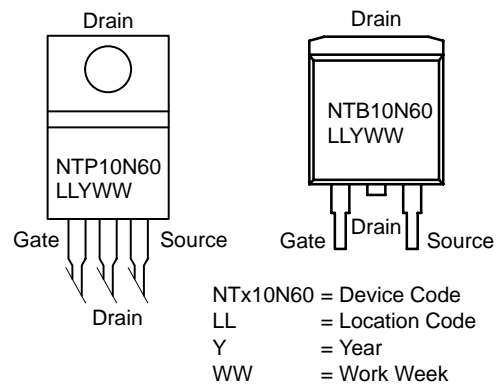 Drain
NTP10N60
LLYWW
Gate
Source
Drain
Drain
NTB10N60
LLYWW
Gate
Drain
Source
NTx10N60 = Device Code
LL = Location Code
Y = Year
WW = Work Week